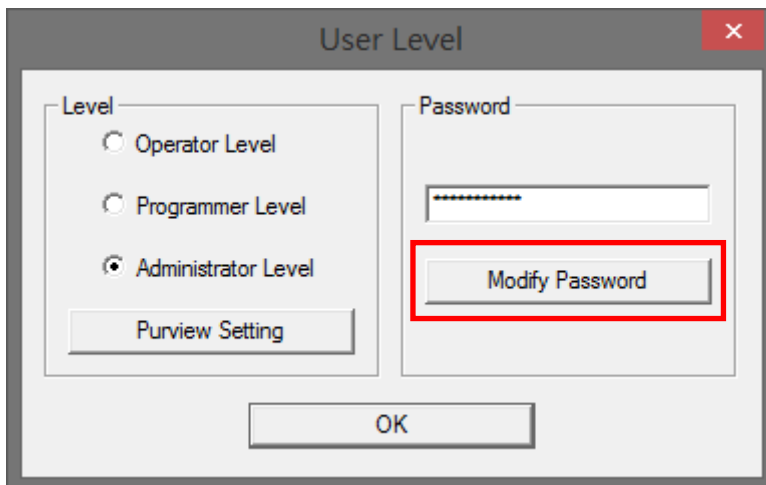 User Level
Level
Operator Level
Programmer Level
Administrator Level
Purview Setting
Password
***********
Modify Password
OK